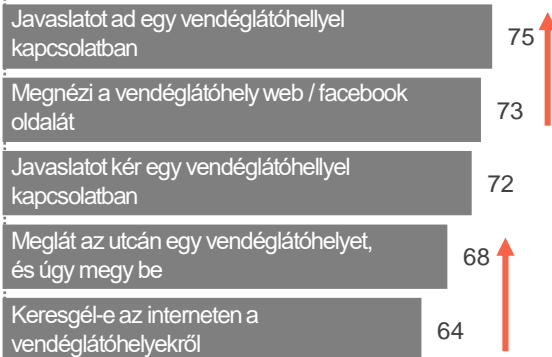 Javaslatot ad egy vendéglátóhellyel
kapcsolatban
75
Megnézi a vendéglátóhely web / facebook
oldalát
73
Javaslatot kér egy vendéglátóhellyel
kapcsolatban
72
Meglát az utcán egy vendéglátóhelyet,
és úgy megy be
68
Keresgél-e az interneten a
vendéglátóhelyekről
64